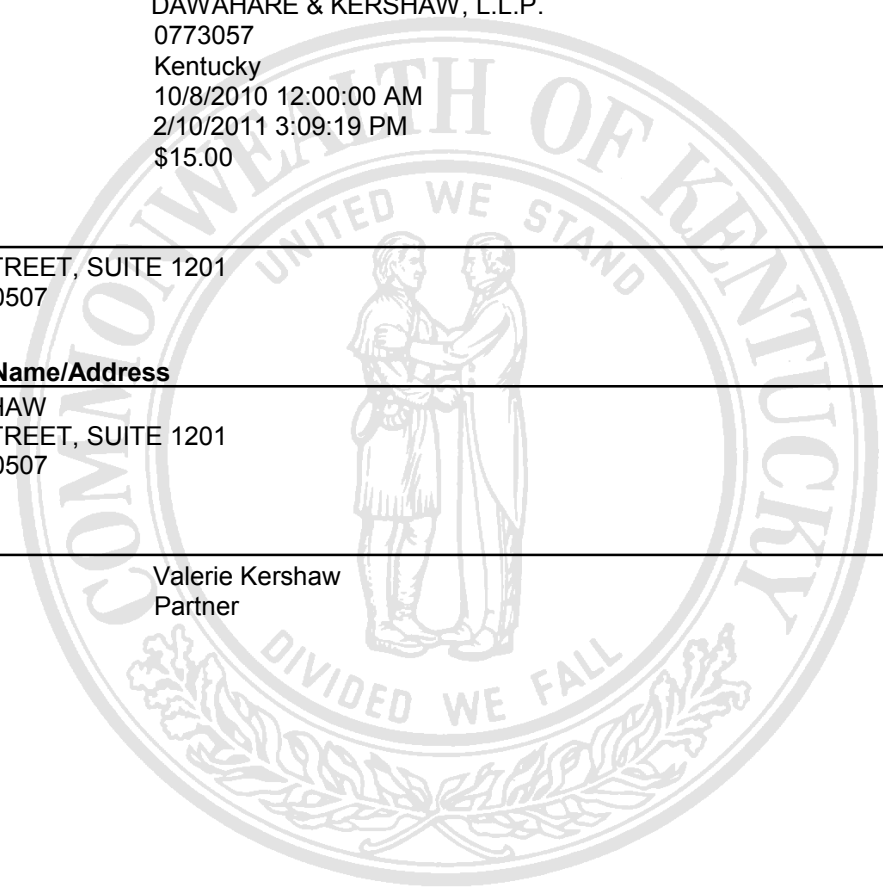 DAWAHARE & KERSHAW, L.L.P.
0773057
Kentucky
10/8/2010 12:00:00 AM
2/10/2011 3:09:19 PM
$15.00
COMMONWEALTH OF KENTUCKY
UNITED WE STAND
TREET, SUITE 1201
0507
Name/Address
HAW
TREET, SUITE 1201
0507
Valerie Kershaw
Partner
DIVIDED WE FALL